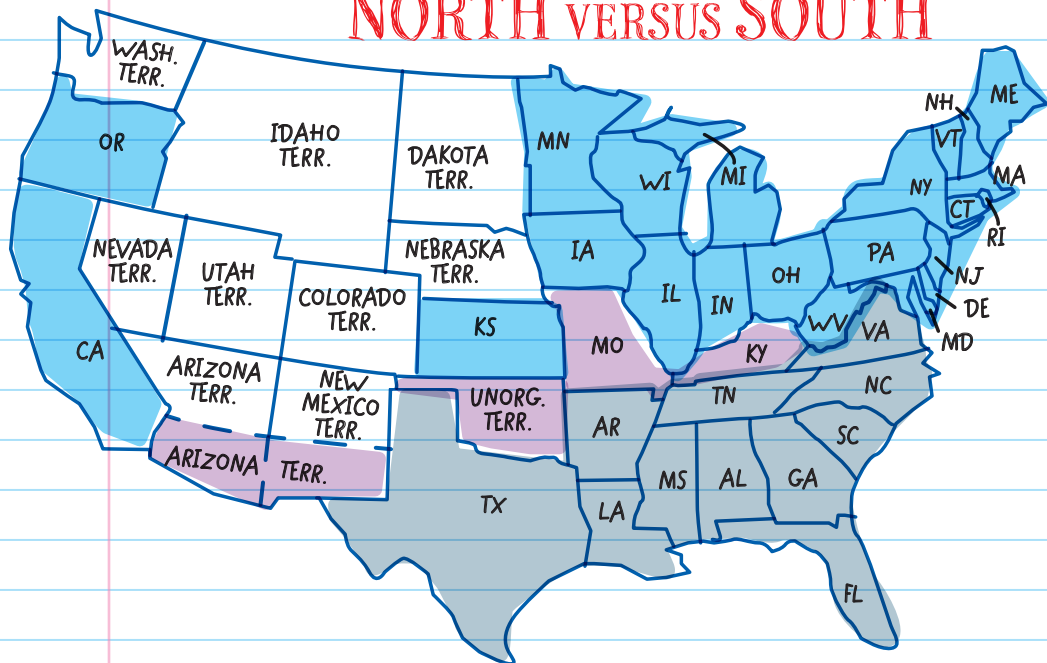 NORTH VERSUS SOUTH
WASH.
TERR.
OR
IDAHO
TERR.
DAKOTA
TERR.
MN
WI
MI
NH
VT
ME
NY
MA
CT
RI
NEVADA
TERR.
UTAH
TERR.
COLORADO
TERR.
NEBRASKA
TERR.
IA
IL
IN
OH
PA
NJ
DE
MD
CA
KS
MO
KY
WV
VA
ARIZONA
TERR.
NEW
MEXICO
TERR.
UNORG.
TERR.
AR
TN
NC
SC
ARIZONA TERR.
TX
LA
MS
AL
GA
FL